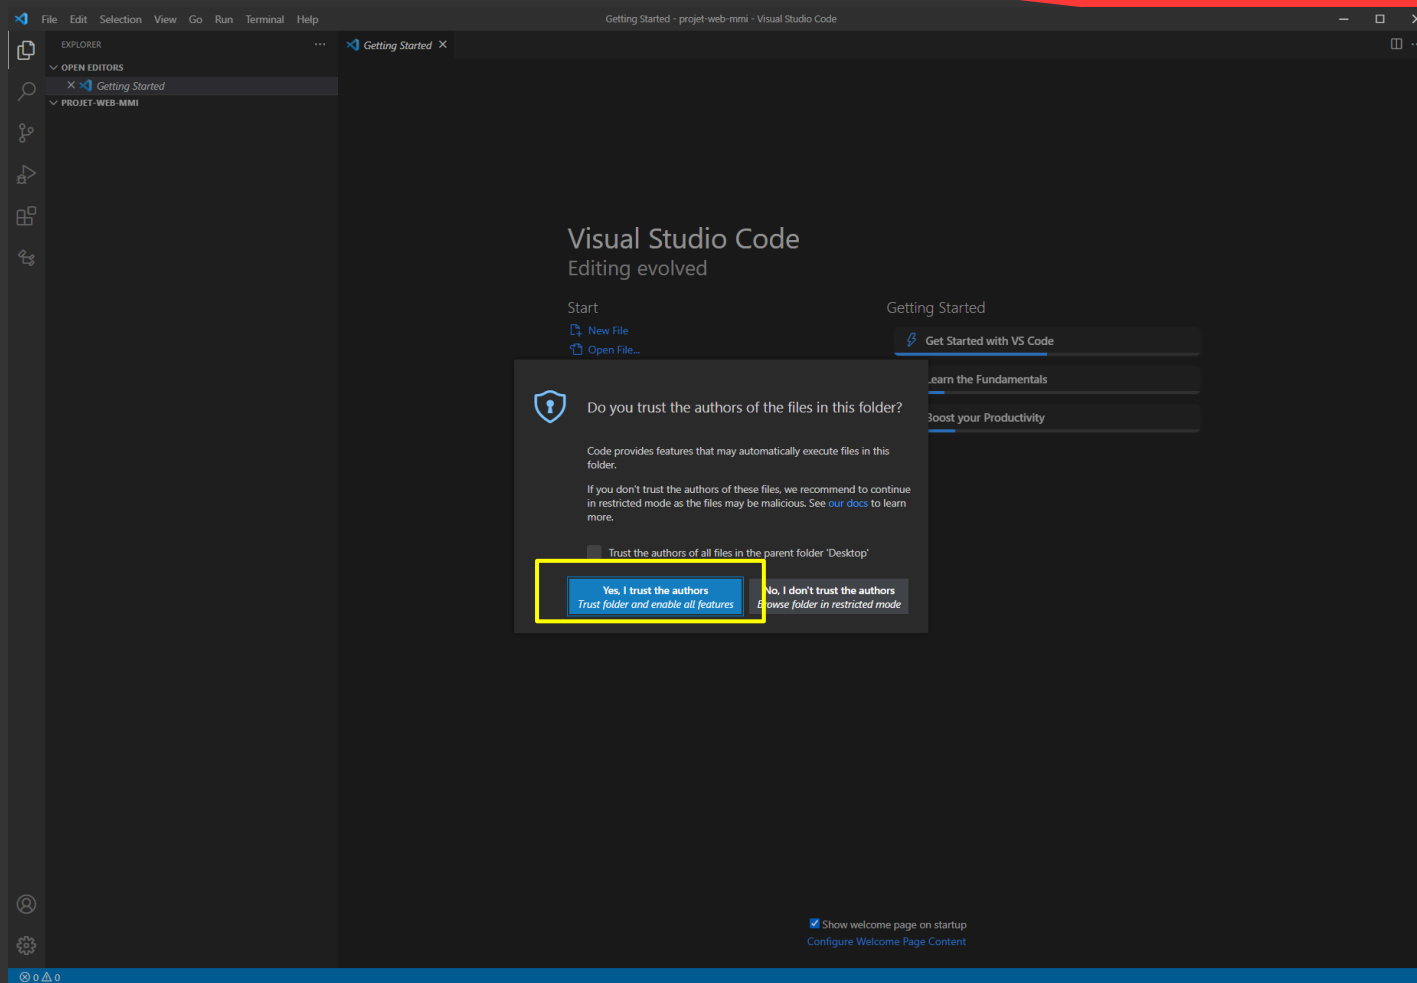 File Edit Selection View Go Run Terminal Help
Getting Started - projet-web-mmi - Visual Studio Code
EXPLORER
Getting Started
OPEN EDITORS
Getting Started
PROJET-WEB-MMI
Visual Studio Code
Editing evolved
Start
New File
Open File...
Getting Started
Get Started with VS Code
earn the Fundamentals
Boost your Productivity
Do you trust the authors of the files in this folder?
Code provides features that may automatically execute files in this
folder.
If you don't trust the authors of these files, we recommend to continue
in restricted mode as the files may be malicious. See our docs to learn
more.
Trust the authors of all files in the parent folder 'Desktop'
Yes, I trust the authors
Trust folder and enable all features
No, I don't trust the authors
Browse folder in restricted mode
Show welcome page on startup
Configure Welcome Page Content
0 0